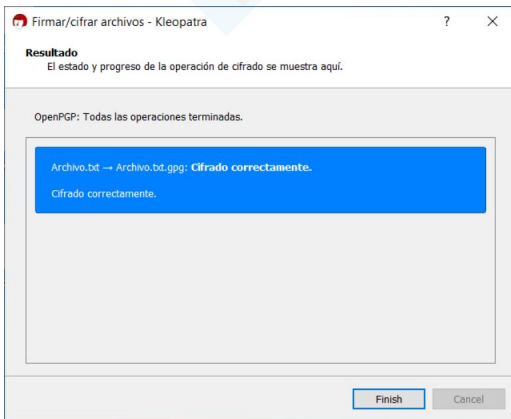 Firmar/cifrar archivos - Kleopatra
Resultado
El estado y progreso de la operación de cifrado se muestra aquí.
OpenPGP: Todas las operaciones terminadas.
Archivo.txt → Archivo.txt.gpg: Cifrado correctamente.
Cifrado correctamente.
Finish Cancel